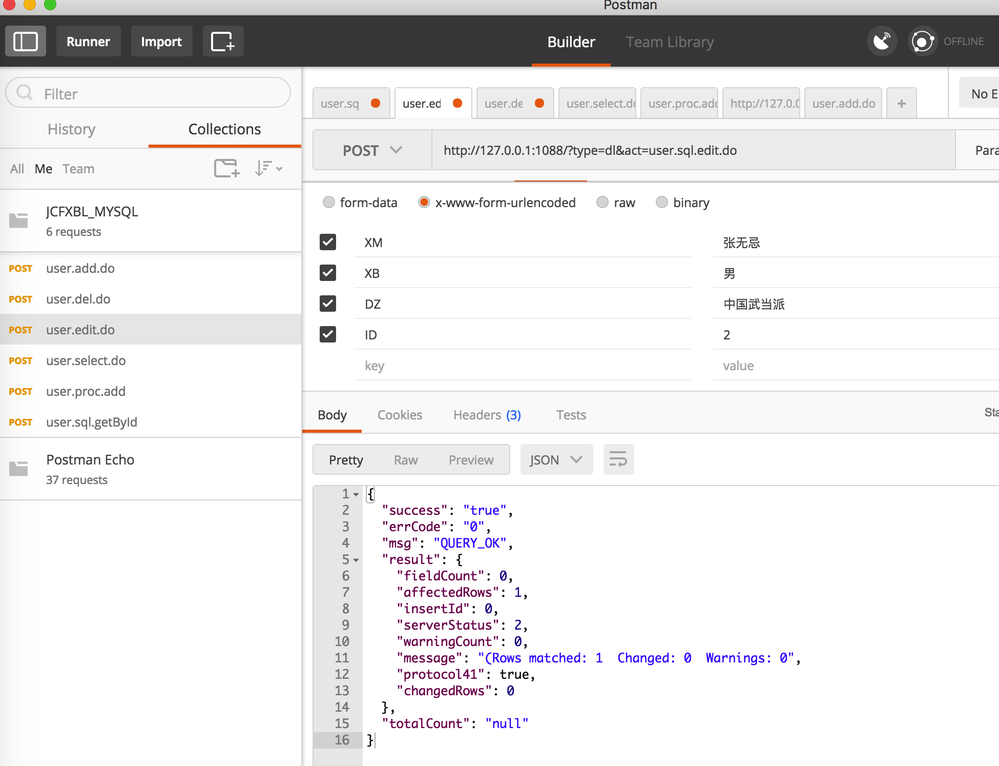 Postman
Runner Import Builder Team Library OFFLINE
Filter
History Collections
All Me Team
JCFXBL_MYSQL
6 requests
POST user.add.do
POST user.del.do
POST user.edit.do
POST user.select.do
POST user.proc.add
POST user.sql.getById
Postman Echo
37 requests
user.sq user.ed user.de user.select.do user.proc.add http://127.0.0 user.add.do + No E
POST http://127.0.0.1:1088/?type=dl&act=user.sql.edit.do Para
form-data x-www-form-urlencoded raw binary
XM 张无忌
XB 男
DZ 中国武当派
ID 2
key value
Body Cookies Headers (3) Tests Sta
Pretty Raw Preview JSON
1 {
2 "success": "true",
3 "errCode": "0",
4 "msg": "QUERY_OK",
5 "result": {
6 "fieldCount": 0,
7 "affectedRows": 1,
8 "insertId": 0,
9 "serverStatus": 2,
10 "warningCount": 0,
11 "message": "(Rows matched: 1  Changed: 0  Warnings: 0",
12 "protocol41": true,
13 "changedRows": 0
14 },
15 "totalCount": "null"
16 }